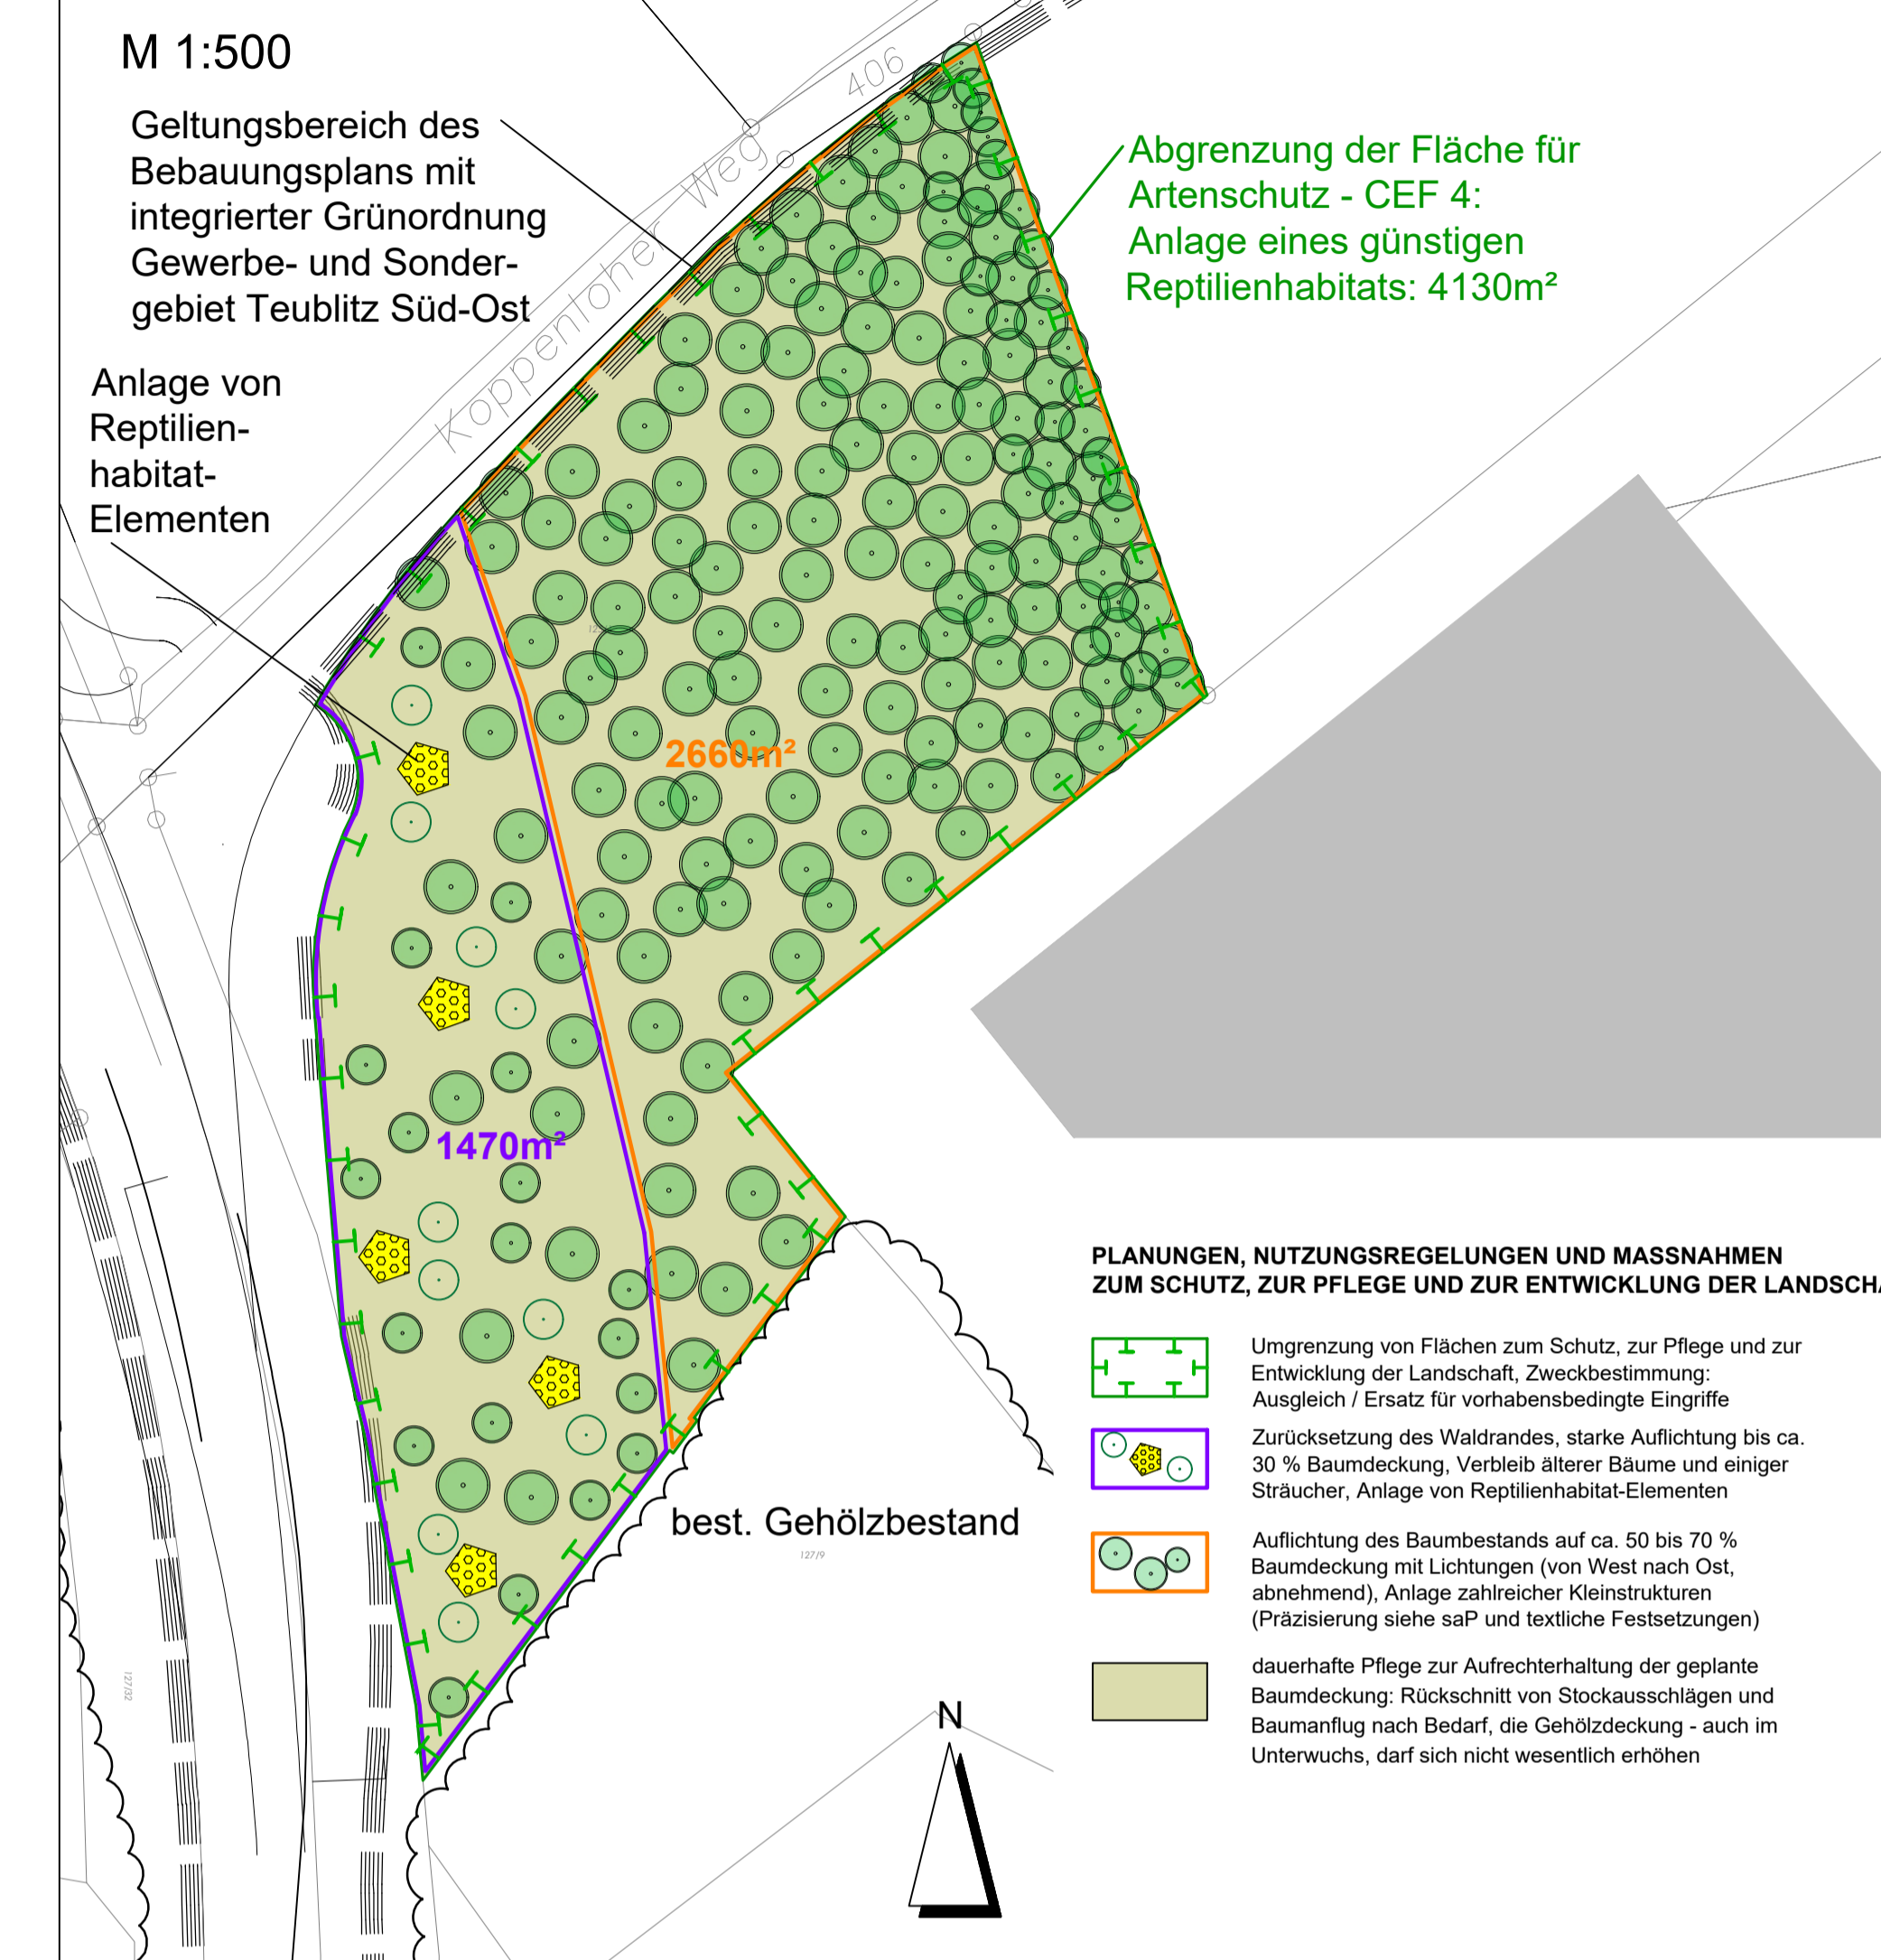 M 1:500
Geltungsbereich des
Bebauungsplans mit
integrierter Grünordnung
Gewerbe- und Sonder-
gebiet Teublitz Süd-Ost
Anlage von
Reptilien-
habitat-
Elementen
406
Koppenloher Weg
Abgrenzung der Fläche für
Artenschutz - CEF 4:
Anlage eines günstigen
Reptilienhabitats: 4130m²
2660m²
1470m²
best. Gehölzbestand
127/9
127/32
N
PLANUNGEN, NUTZUNGSREGELUNGEN UND MASSNAHMEN
ZUM SCHUTZ, ZUR PFLEGE UND ZUR ENTWICKLUNG DER
Umgrenzung von Flächen zum Schutz, zur Pflege und zur
Entwicklung der Landschaft, Zweckbestimmung:
Ausgleich / Ersatz für vorhabensbedingte Eingriffe
Zurücksetzung des Waldrandes, starke Auflichtung bis ca.
30 % Baumdeckung, Verbleib älterer Bäume und einiger
Sträucher, Anlage von Reptilienhabitat-Elementen
Auflichtung des Baumbestands auf ca. 50 bis 70 %
Baumdeckung mit Lichtungen (von West nach Ost,
abnehmend), Anlage zahlreicher Kleinstrukturen
(Präzisierung siehe saP und textliche Festsetzungen)
dauerhafte Pflege zur Aufrechterhaltung der geplante
Baumdeckung: Rückschnitt von Stockausschlägen und
Baumanflug nach Bedarf, die Gehölzdeckung - auch im
Unterwuchs, darf sich nicht wesentlich erhöhen